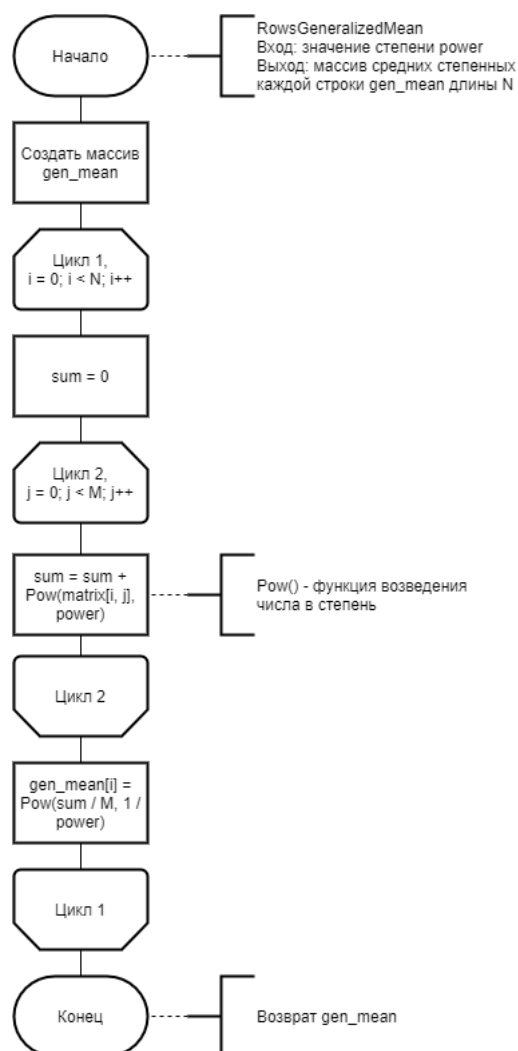 Начало
RowsGeneralizedMean
Вход: значение степени power
Выход: массив средних степенных
каждой строки gen_mean длины N
Создать массив
gen_mean
Цикл 1,
i = 0; i < N; i++
sum = 0
Цикл 2,
j = 0; j < M; j++
sum = sum +
Pow(matrix[i, j],
power)
Pow() - функция возведения
числа в степень
Цикл 2
gen_mean[i] =
Pow(sum / M, 1 /
power)
Цикл 1
Конец
Возврат gen_mean